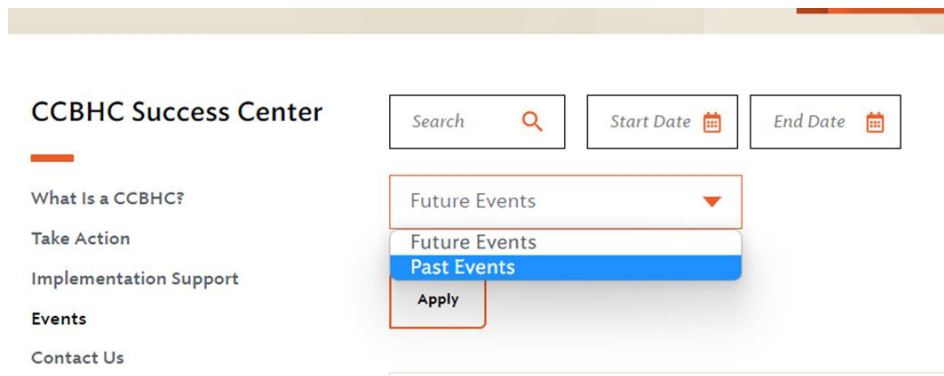 CCBHC Success Center
What Is a CCBHC?
Take Action
Implementation Support
Events
Contact Us
Search
Start Date
End Date
Future Events
Future Events
Past Events
Apply